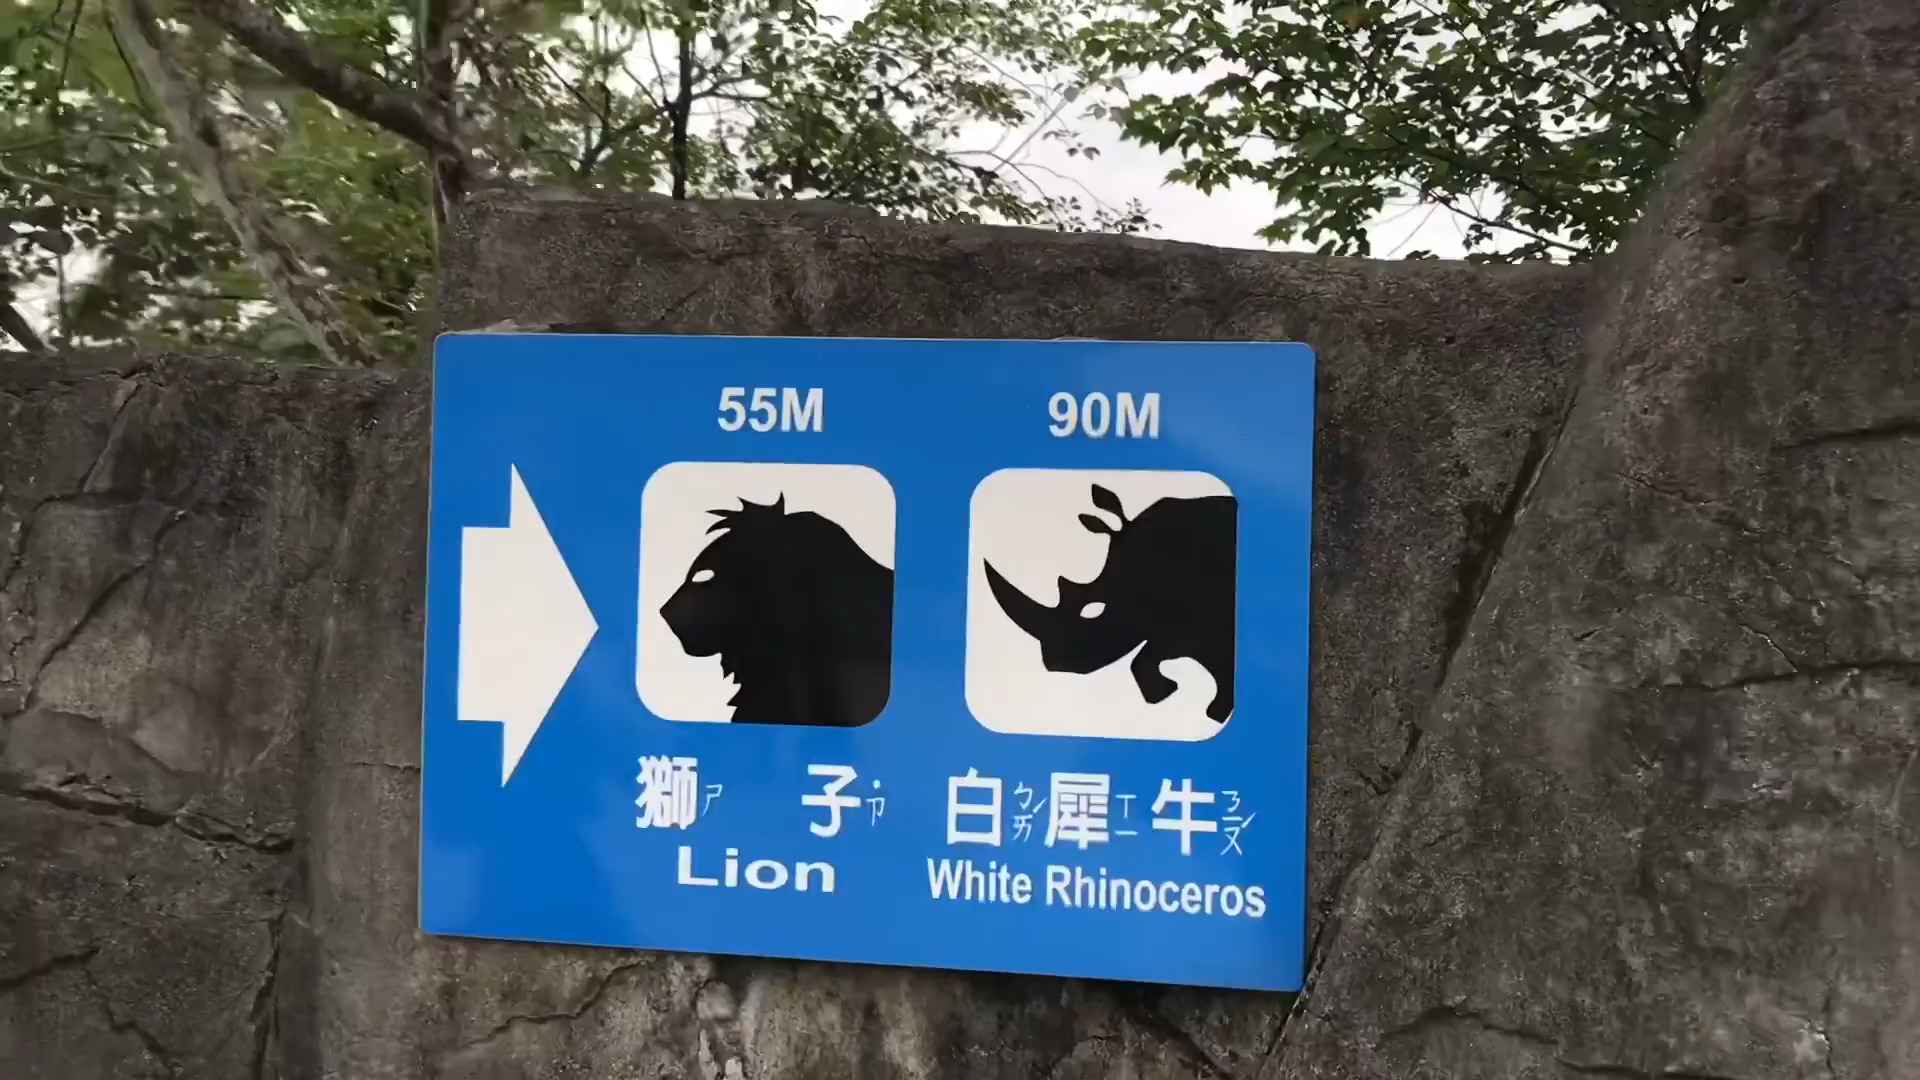 55M 90M
獅ㄕ 子˙ㄗ 白ㄅㄞˊ犀ㄒㄧ牛ㄋㄧㄡˊ
Lion White Rhinoceros